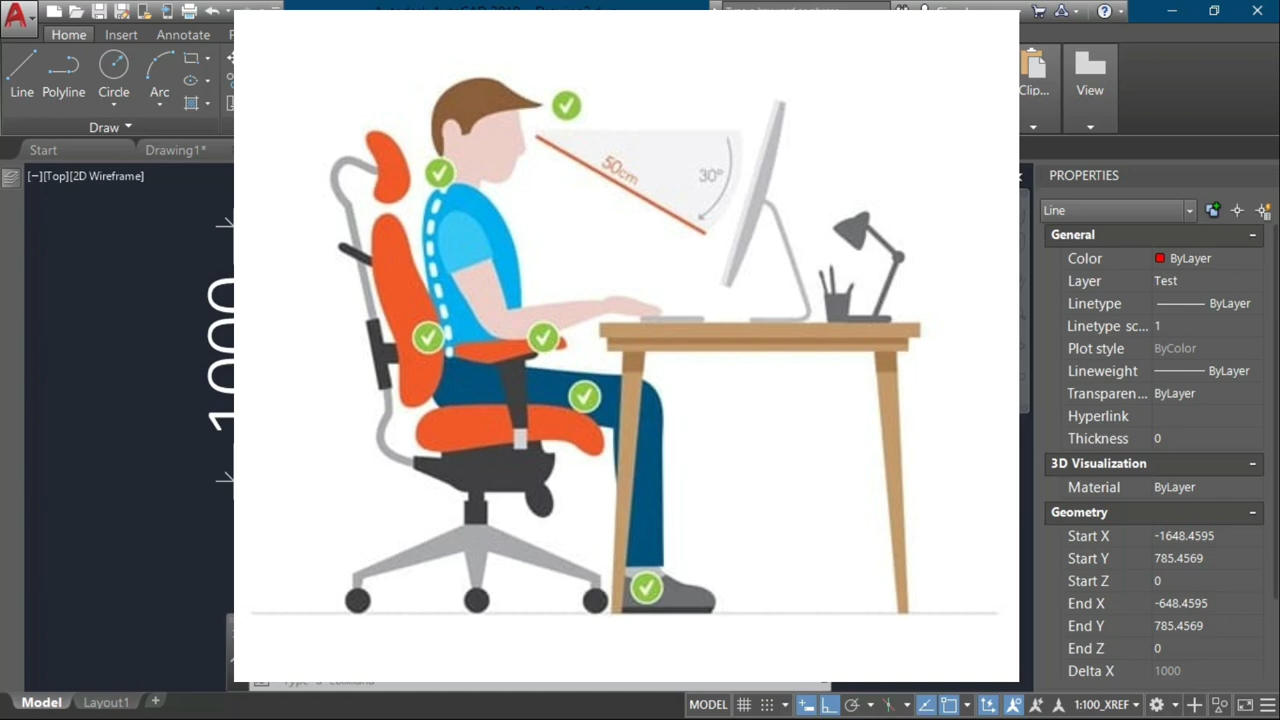 Home Insert Annotate
Line Polyline Circle Arc
Clip... View
Draw
Start Drawing1*
[−][Top][2D Wireframe]
1000
50cm
30°
PROPERTIES
Line
General
Color ByLayer
Layer Test
Linetype ByLayer
Linetype sc... 1
Plot style ByColor
Lineweight ByLayer
Transparen... ByLayer
Hyperlink
Thickness 0
3D Visualization
Material ByLayer
Geometry
Start X -1648.4595
Start Y 785.4569
Start Z 0
End X -648.4595
End Y 785.4569
End Z 0
Delta X 1000
Model Layout1 +
MODEL 1:100_XREF